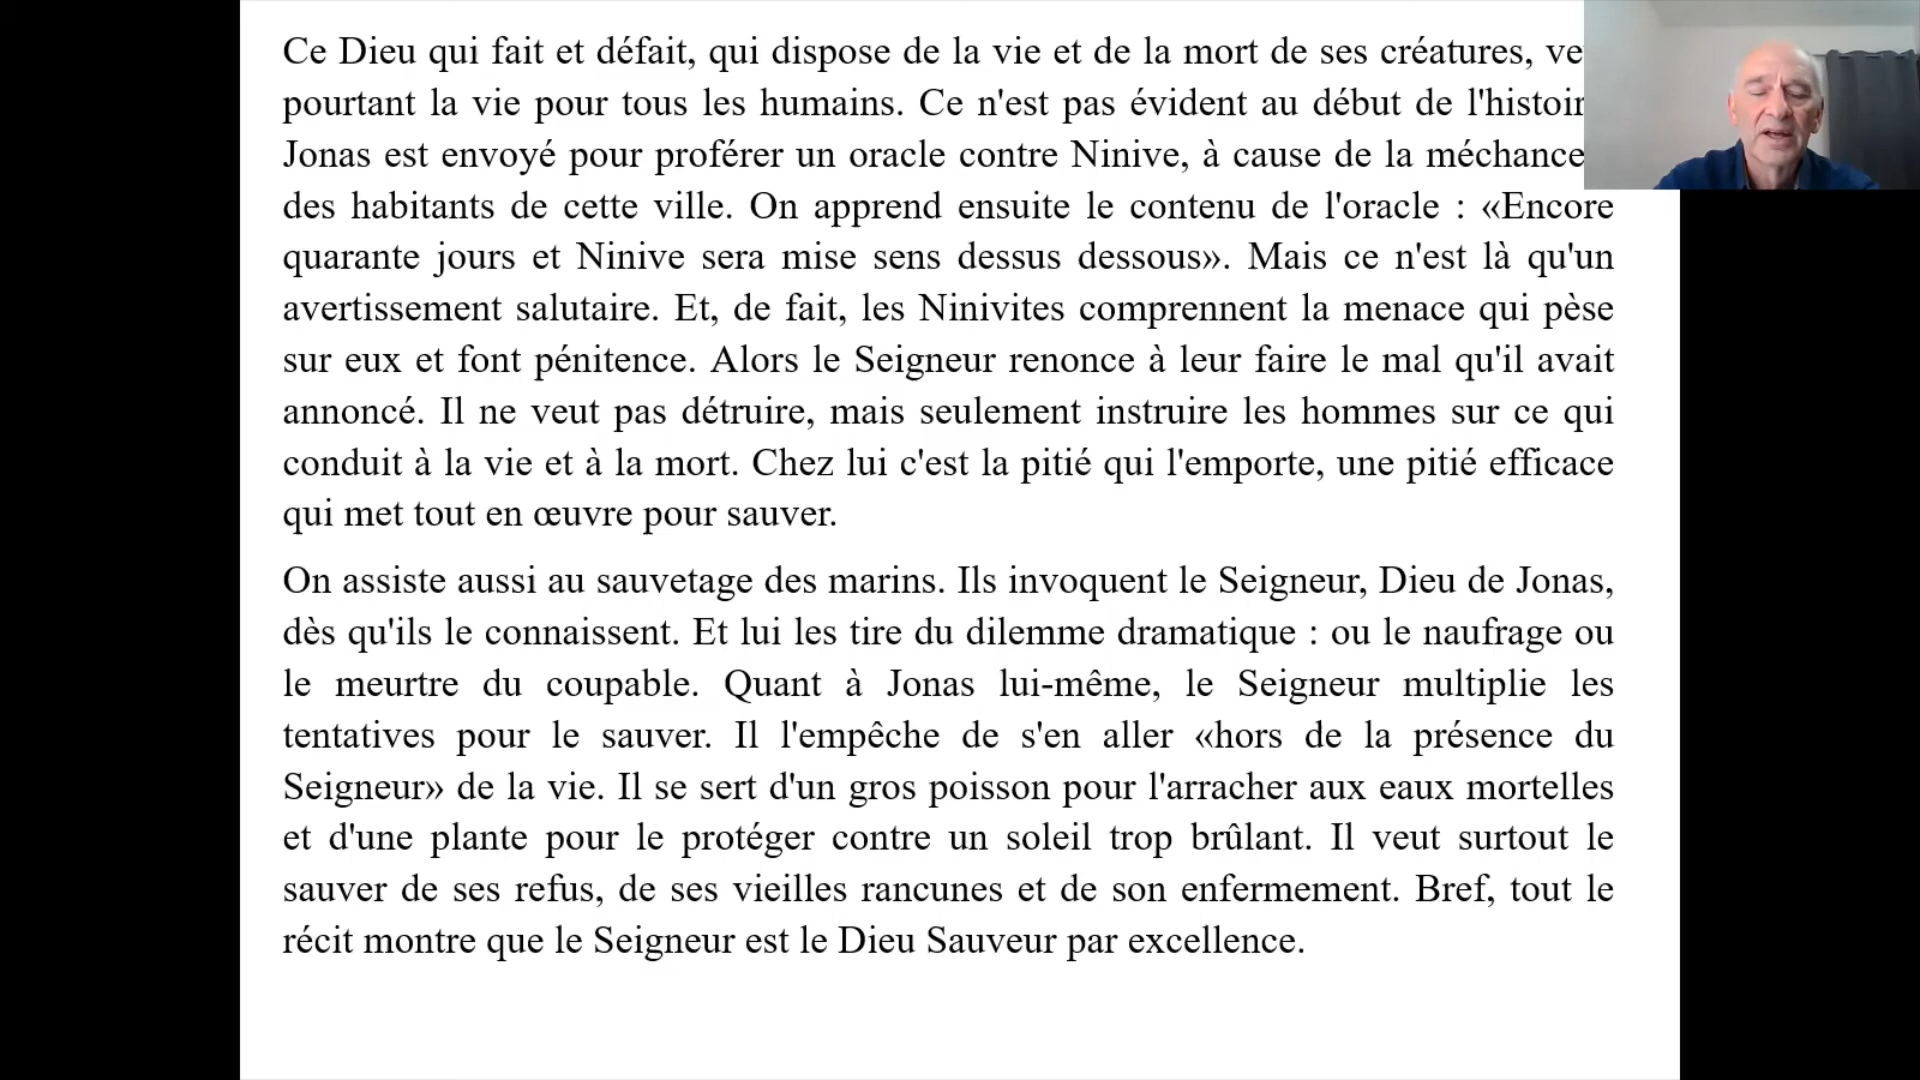 Ce Dieu qui fait et défait, qui dispose de la vie et de la mort de ses créatures,
pourtant la vie pour tous les humains. Ce n'est pas évident au début de
Jonas est envoyé pour proférer un oracle contre Ninive, à cause de la
des habitants de cette ville. On apprend ensuite le contenu de l'oracle : «Encore
quarante jours et Ninive sera mise sens dessus dessous». Mais ce n'est là qu'un
avertissement salutaire. Et, de fait, les Ninivites comprennent la menace qui pèse
sur eux et font pénitence. Alors le Seigneur renonce à leur faire le mal qu'il avait
annoncé. Il ne veut pas détruire, mais seulement instruire les hommes sur ce qui
conduit à la vie et à la mort. Chez lui c'est la pitié qui l'emporte, une pitié efficace
qui met tout en œuvre pour sauver.
On assiste aussi au sauvetage des marins. Ils invoquent le Seigneur, Dieu de Jonas,
dès qu'ils le connaissent. Et lui les tire du dilemme dramatique : ou le naufrage ou
le meurtre du coupable. Quant à Jonas lui-même, le Seigneur multiplie les
tentatives pour le sauver. Il l'empêche de s'en aller «hors de la présence du
Seigneur» de la vie. Il se sert d'un gros poisson pour l'arracher aux eaux mortelles
et d'une plante pour le protéger contre un soleil trop brûlant. Il veut surtout le
sauver de ses refus, de ses vieilles rancunes et de son enfermement. Bref, tout le
récit montre que le Seigneur est le Dieu Sauveur par excellence.